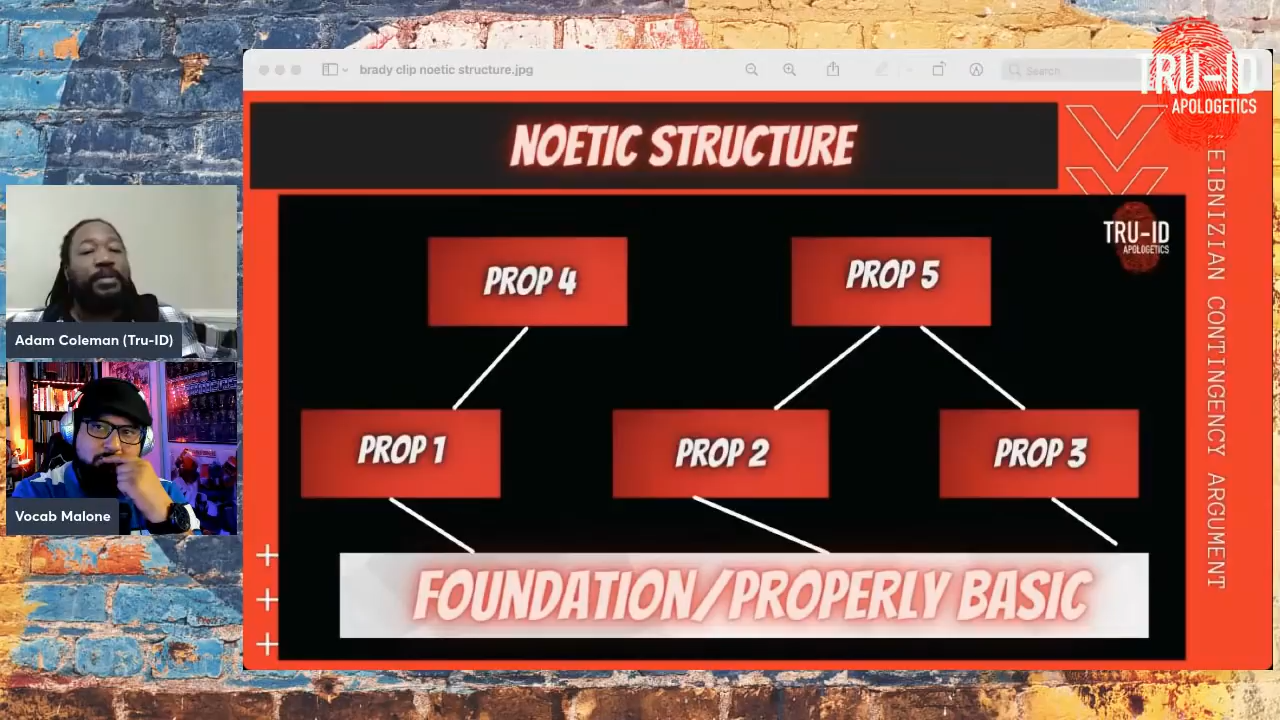 brady clip noetic structure.jpg
Search
TRU-ID
APOLOGETICS
NOETIC STRUCTURE
TRU-ID
APOLOGETICS
PROP 4
PROP 5
PROP 1
PROP 2
PROP 3
FOUNDATION/PROPERLY BASIC
EIBNIZIAN CONTINGENCY ARGUMENT
Adam Coleman (Tru-ID)
Vocab Malone